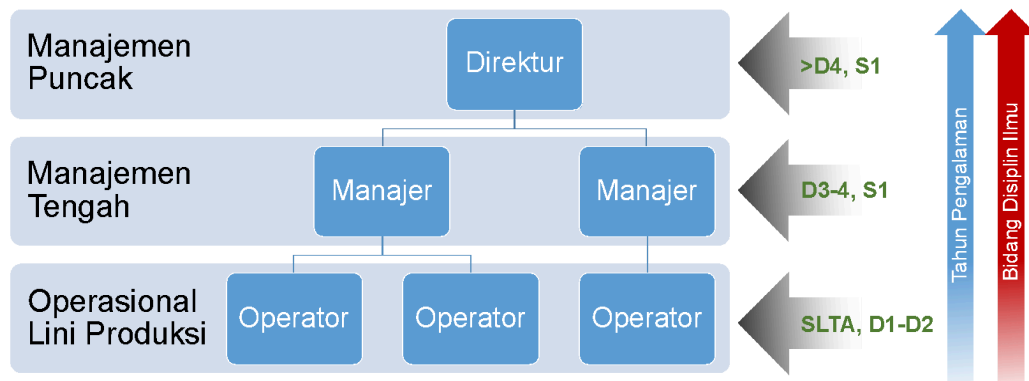 Manajemen
Puncak
Direktur
>D4, S1
Manajemen
Tengah
Manajer
Manajer
D3-4, S1
Operasional
Lini Produksi
Operator
Operator
Operator
SLTA, D1-D2
Tahun Pengalaman
Bidang Disiplin Ilmu